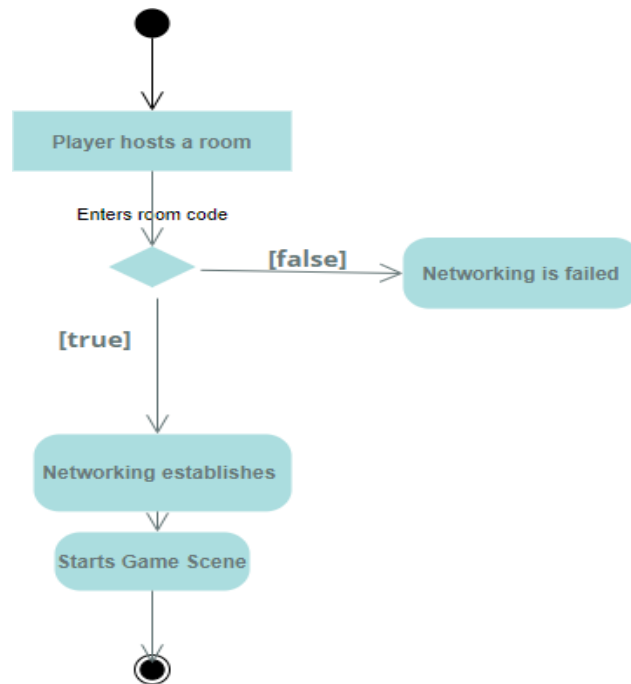 Player hosts a room
Enters room code
[false]
Networking is failed
[true]
Networking establishes
Starts Game Scene